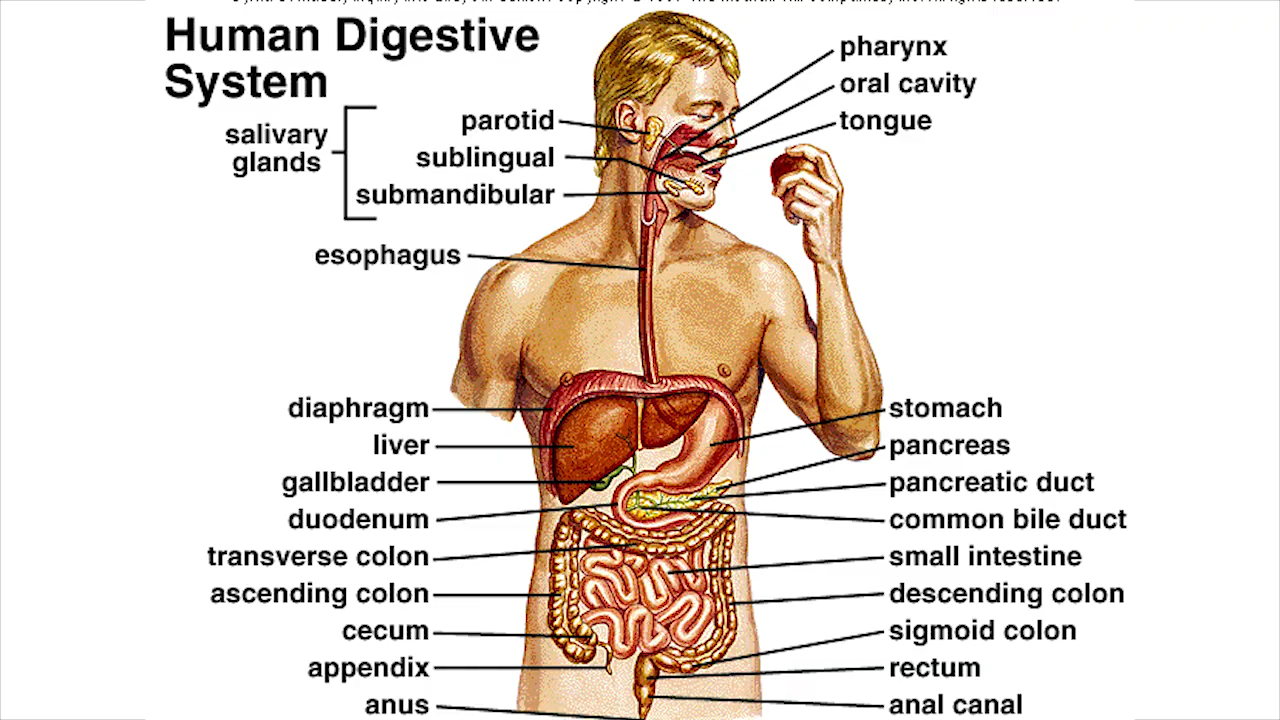 Human Digestive
System
salivary
glands
parotid
sublingual
submandibular
esophagus
pharynx
oral cavity
tongue
diaphragm
liver
gallbladder
duodenum
transverse colon
ascending colon
cecum
appendix
anus
stomach
pancreas
pancreatic duct
common bile duct
small intestine
descending colon
sigmoid colon
rectum
anal canal